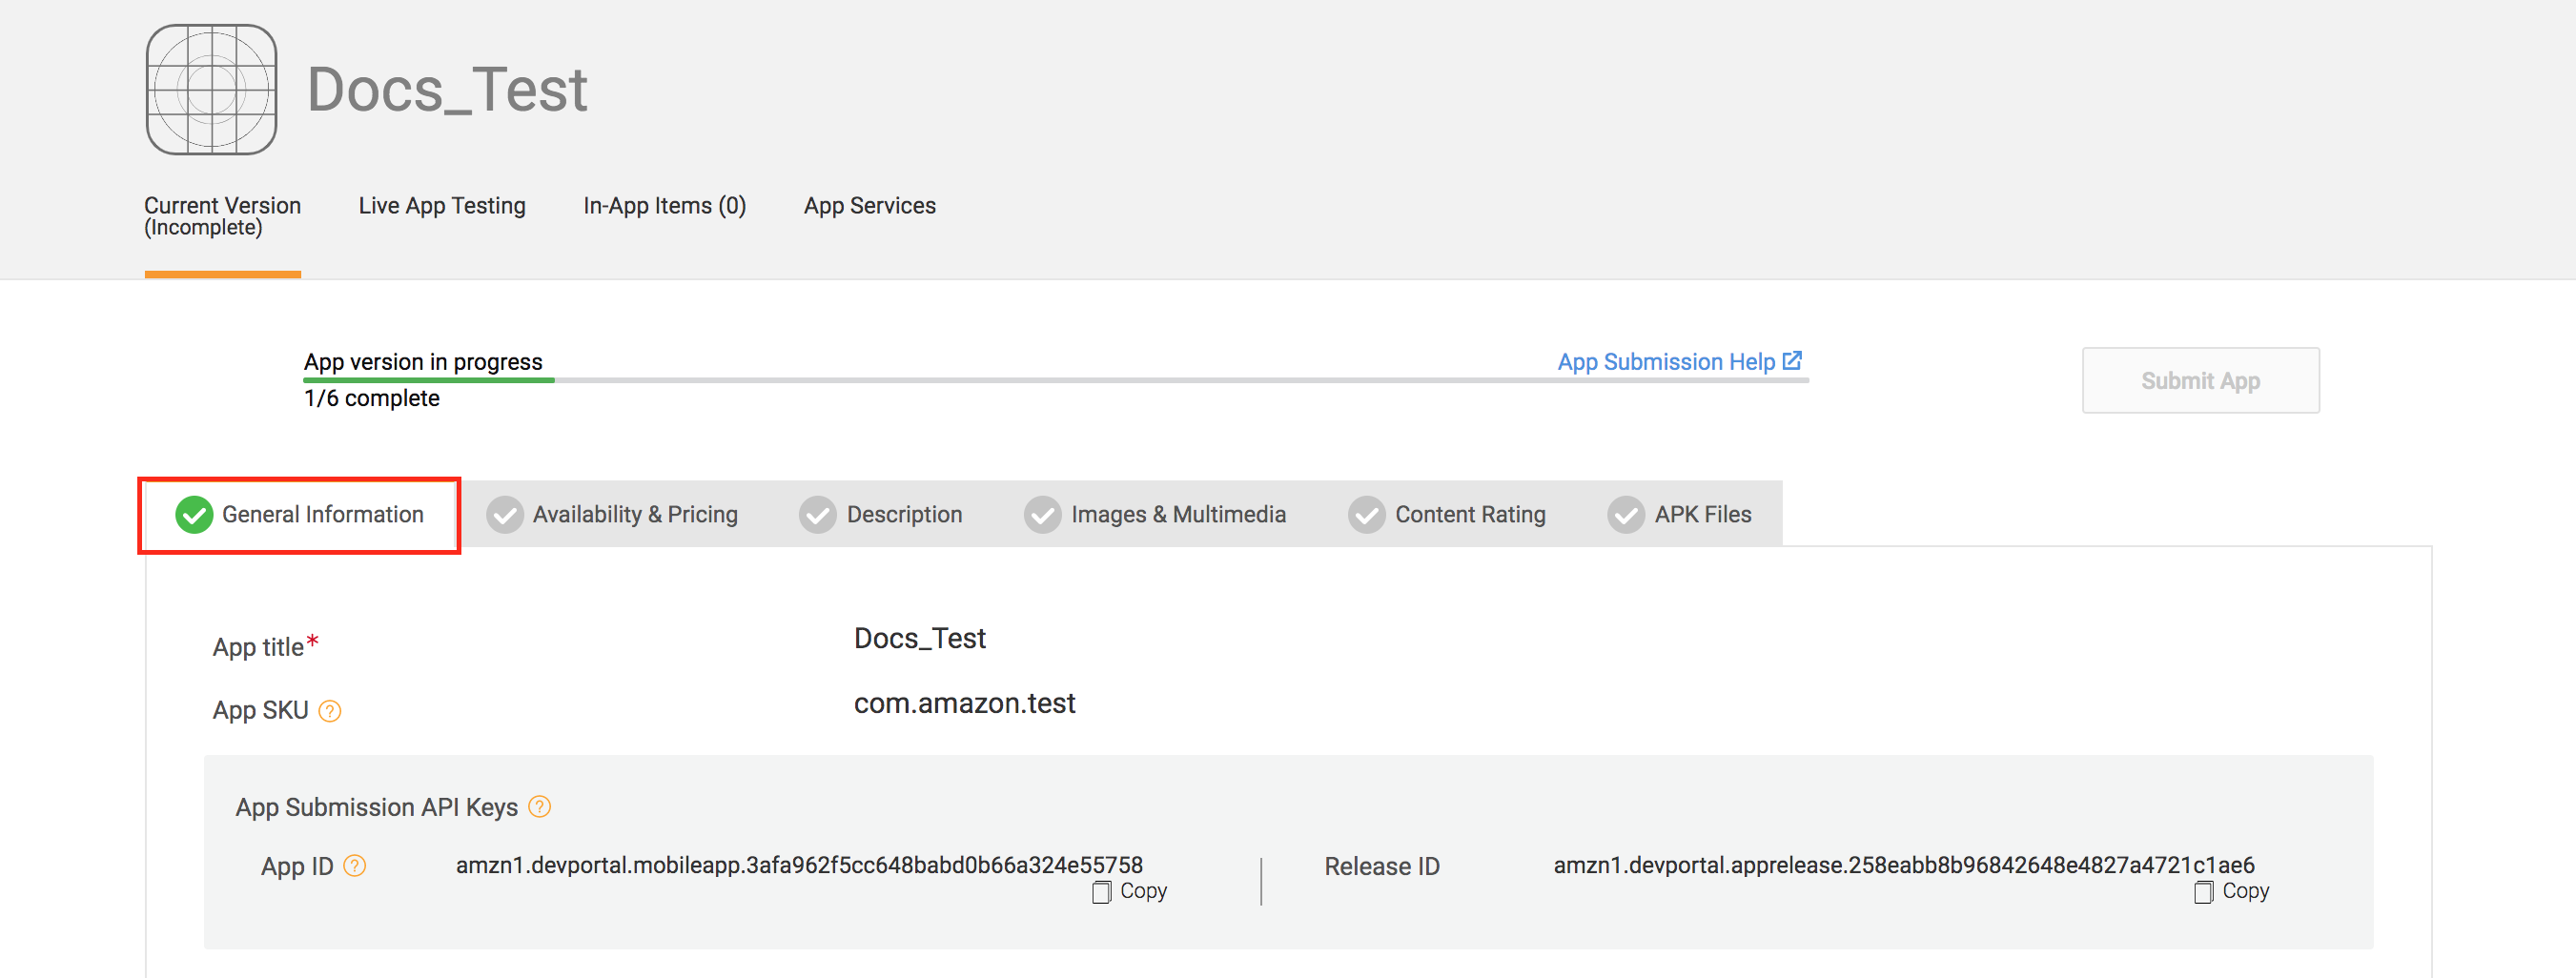 Docs_Test
Current Version Live App Testing In-App Items (0) App Services
(Incomplete)
App version in progress App Submission Help
1/6 complete
Submit App
General Information Availability & Pricing Description Images & Multimedia Content Rating APK Files
App title* Docs_Test
App SKU ? com.amazon.test
App Submission API Keys ?
App ID ? amzn1.devportal.mobileapp.3afa962f5cc648babd0b66a324e55758 Release ID amzn1.devportal.apprelease.258eabb8b96842648e4827a4721c1ae6
Copy Copy